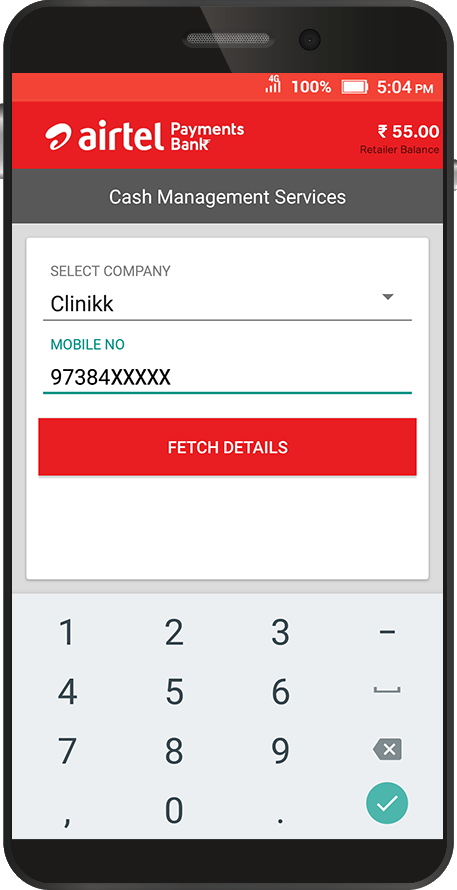 4G 100% 5:04 PM
airtel Payments Bank
₹ 55.00
Retailer Balance
Cash Management Services
SELECT COMPANY
Clinikk
MOBILE NO
97384XXXXX
FETCH DETAILS
1 2 3 -
4 5 6
7 8 9
, 0 .